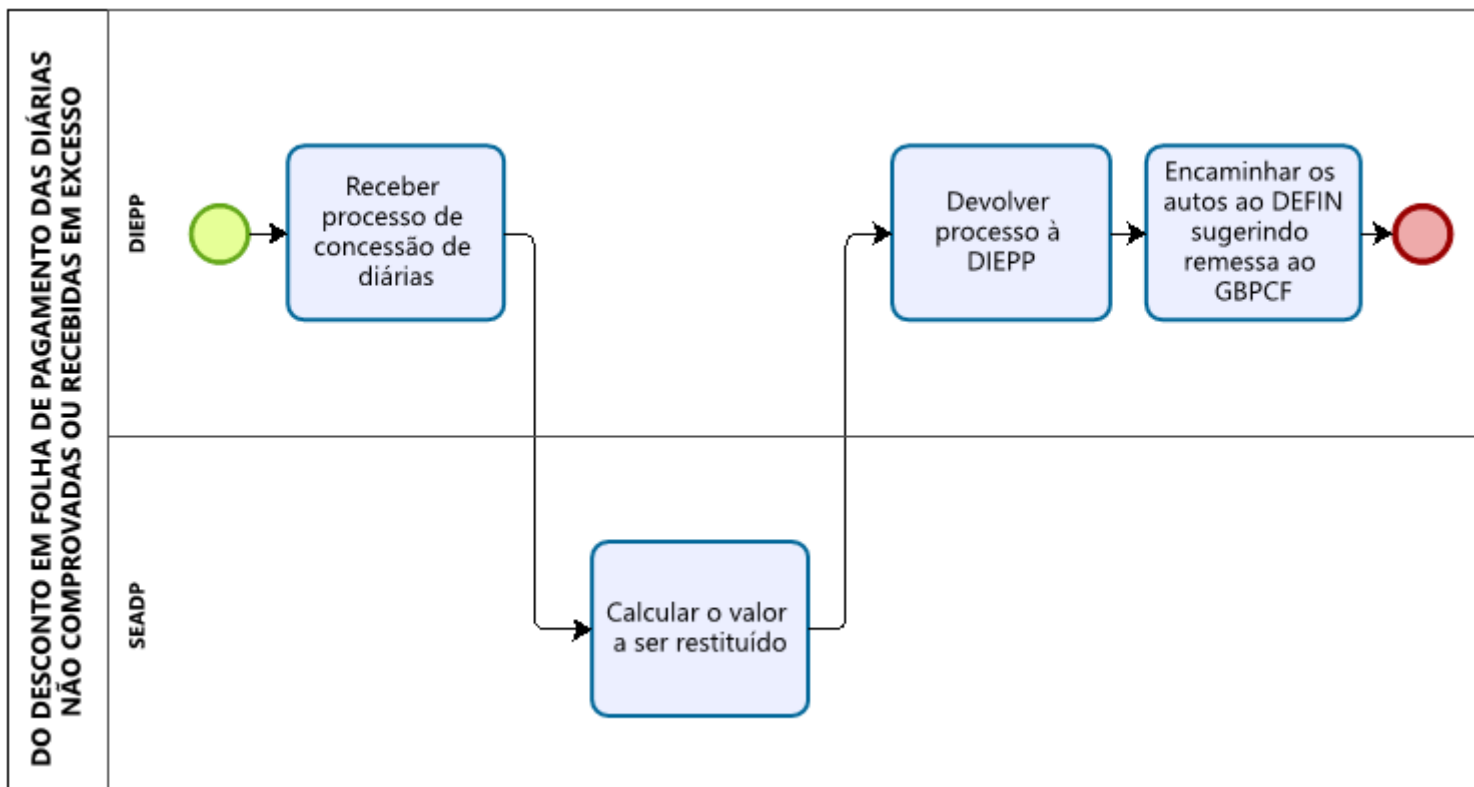 DO DESCONTO EM FOLHA DE PAGAMENTO DAS DIÁRIAS
NÃO COMPROVADAS OU RECEBIDAS EM EXCESSO
DIEPP
Receber
processo de
concessão de
diárias
Devolver
processo à
DIEPP
Encaminhar os
autos ao DEFIN
sugerindo
remessa ao
GBPCF
SEADP
Calcular o valor
a ser restituído